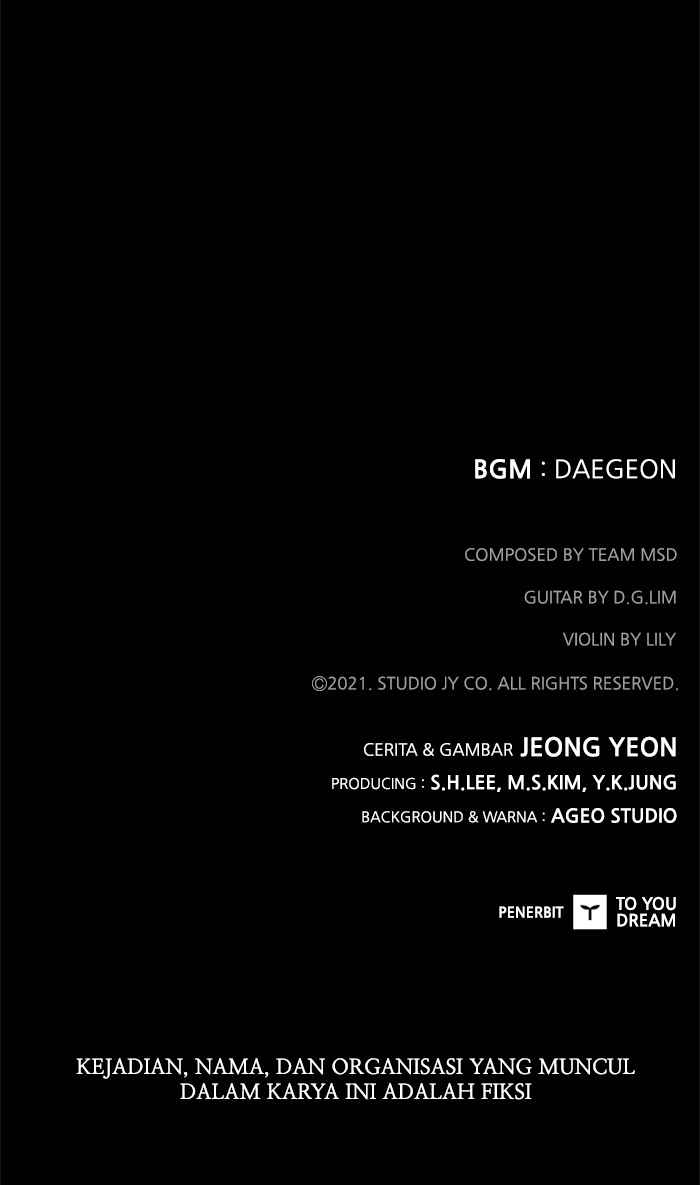 BGM : DAEGEON
COMPOSED BY TEAM MSD
GUITAR BY D.G.LIM
VIOLIN BY LILY
©2021. STUDIO JY CO. ALL RIGHTS RESERVED.
CERITA & GAMBAR JEONG YEON
PRODUCING : S.H.LEE, M.S.KIM, Y.K.JUNG
BACKGROUND & WARNA : AGEO STUDIO
PENERBIT TO YOU
DREAM
KEJADIAN, NAMA, DAN ORGANISASI YANG MUNCUL
DALAM KARYA INI ADALAH FIKSI